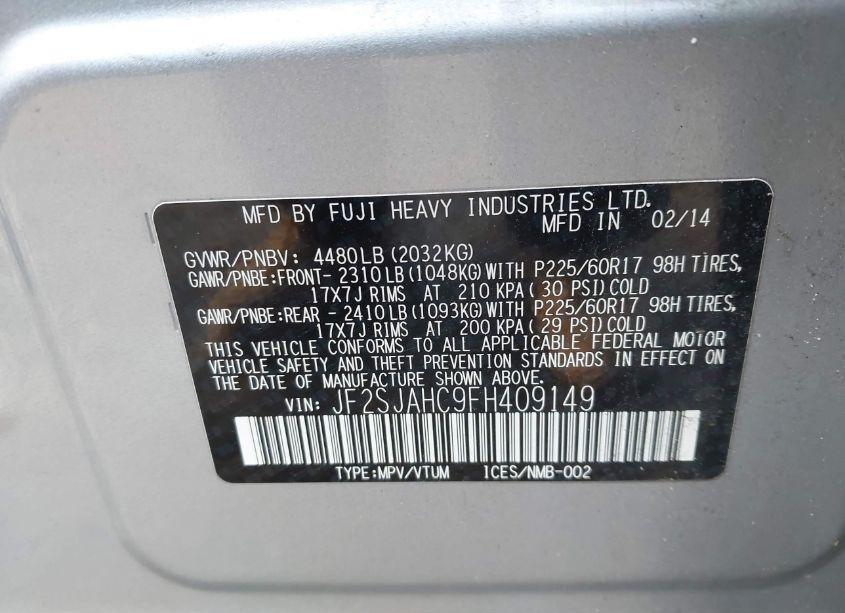 MFD BY FUJI HEAVY INDUSTRIES LTD.
MFD IN 02/14
GVWR/PNBV: 4480LB(2032KG)
GAWR/PNBE:FRONT- 2310LB(1048KG)WITH P225/60R17 98H TIRES,
17X7J RIMS AT 210 KPA( 30 PSI)COLD
GAWR/PNBE:REAR - 2410LB(1093KG)WITH P225/60R17 98H TIRES,
17X7J RIMS AT 200 KPA( 29 PSI)COLD
THIS VEHICLE CONFORMS TO ALL APPLICABLE FEDERAL MOTOR
VEHICLE SAFETY AND THEFT PREVENTION STANDARDS IN EFFECT ON
THE DATE OF MANUFACTURE SHOWN ABOVE.
VIN: JF2SJAHC9FH409149
TYPE:MPV/VTUM ICES/NMB-002